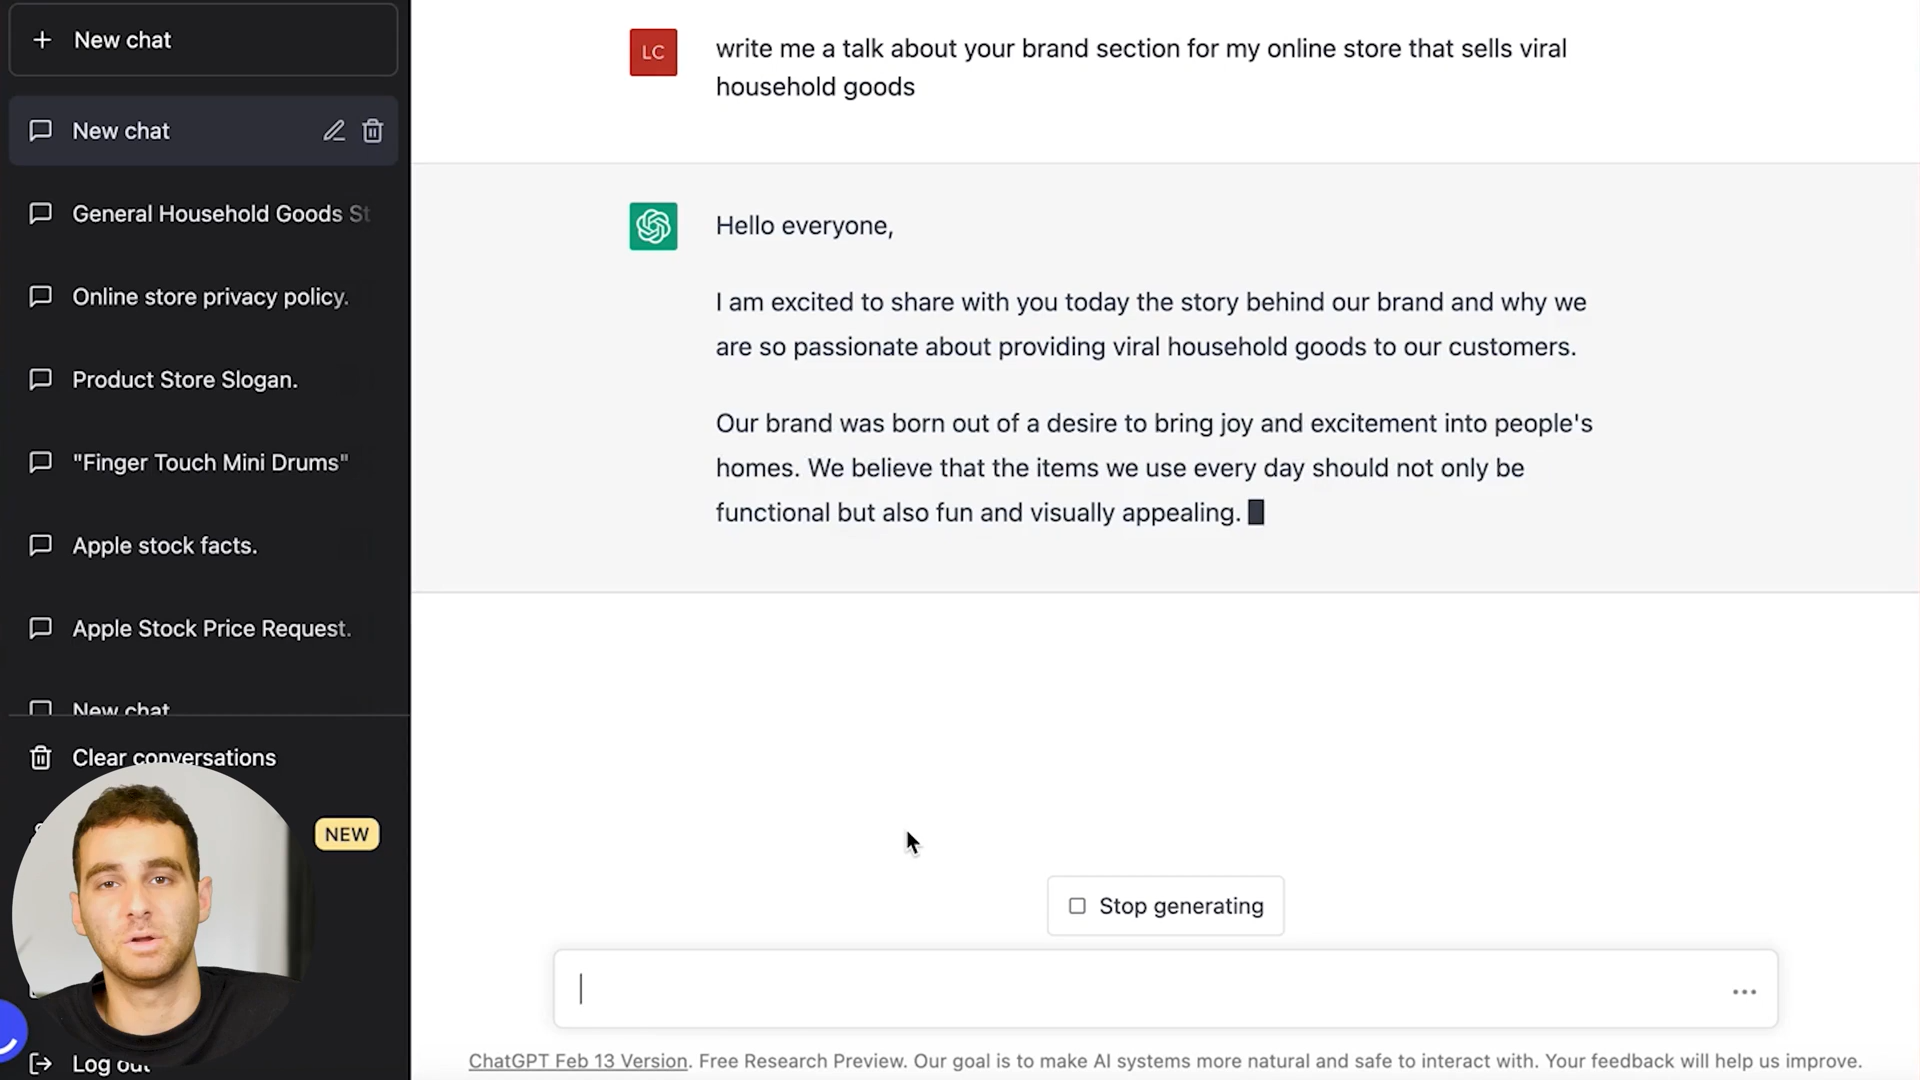 New chat
New chat
General Household Goods St
Online store privacy policy.
Product Store Slogan.
"Finger Touch Mini Drums"
Apple stock facts.
Apple Stock Price Request.
New chat
Clear conversations
NEW
Log out
LC
write me a talk about your brand section for my online store that sells viral
household goods
Hello everyone,
I am excited to share with you today the story behind our brand and why we
are so passionate about providing viral household goods to our customers.
Our brand was born out of a desire to bring joy and excitement into people's
homes. We believe that the items we use every day should not only be
functional but also fun and visually appealing.
Stop generating
ChatGPT Feb 13 Version. Free Research Preview. Our goal is to make AI systems more natural and safe to interact with. Your feedback will help us improve.